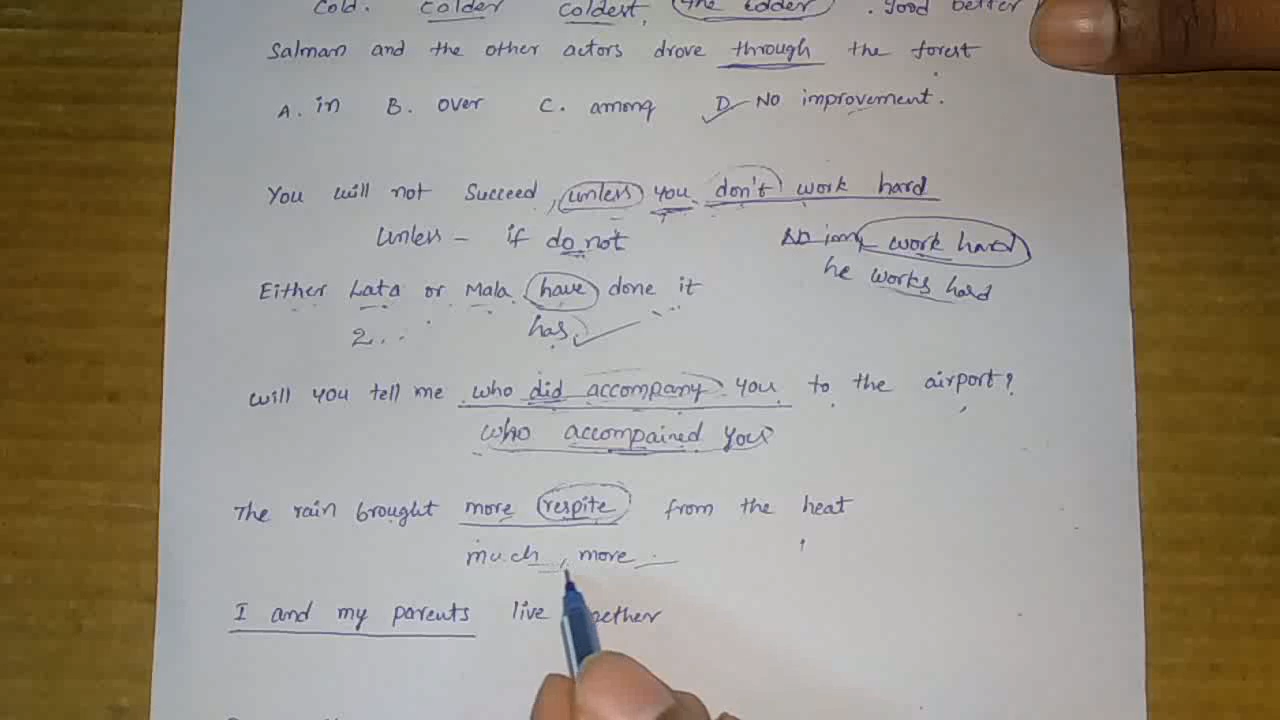 Cold. colder coldest, the colder . good better
Salman and the other actors drove through the forest
A. in B. over C. among D. No improvement.
You will not Succeed, unless you don't work hard
Unless - if do not work hard
he works hard
Either Lata or Mala have done it
2.. has
Will you tell me who did accompany you to the airport?
who accompained you?
The rain brought more respite from the heat
much, more
I and my parents live